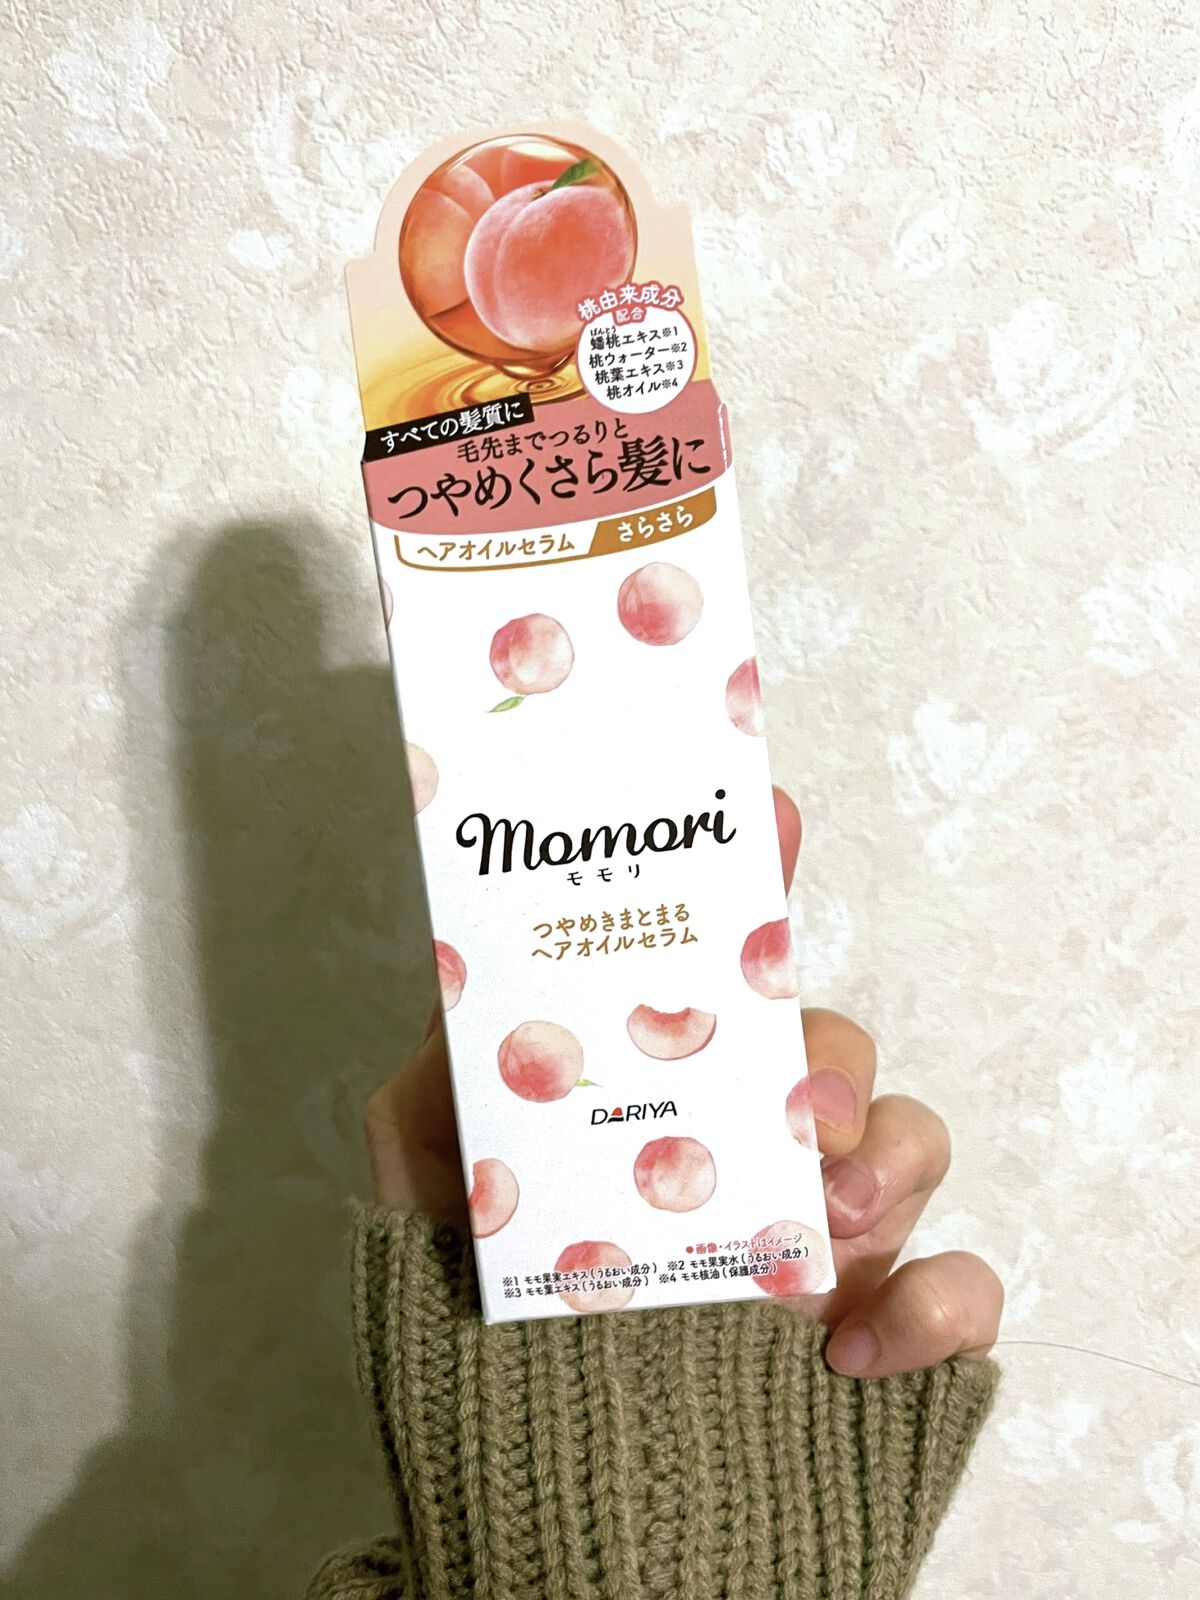 桃由来成分
配合
ばんとう
蟠桃エキス※1
桃ウォーター※2
桃葉エキス※3
桃オイル※4
すべての髪質に
毛先までつるりと
つやめくさら髪に
ヘアオイルセラム さらさら
momori
モモリ
つやめきまとまる
ヘアオイルセラム
DARIYA
●画像・イラストはイメージ
※1 モモ果実エキス(うるおい成分) ※2 モモ果実水(うるおい成分)
※3 モモ葉エキス(うるおい成分) ※4 モモ核油(保護成分)